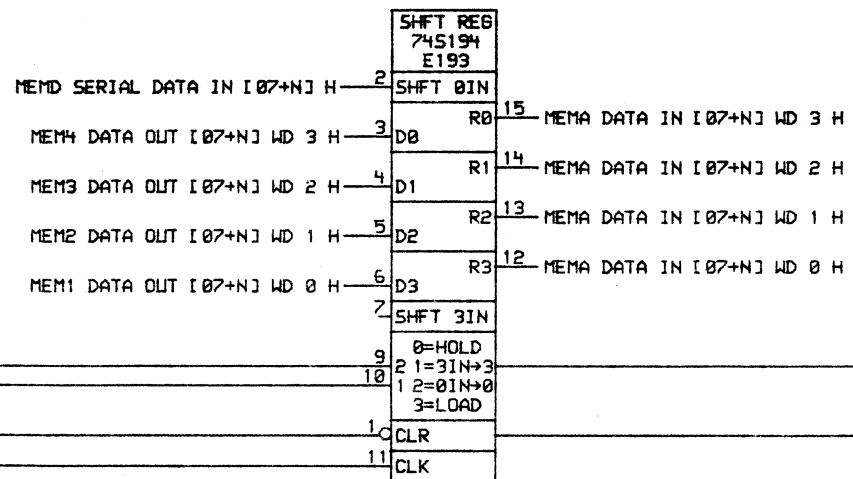 SHFT REG
74S194
E193
MEMD SERIAL DATA IN [07+N] H 2 SHFT 0IN
R0 15 MEMA DATA IN [07+N] WD 3 H
MEM4 DATA OUT [07+N] WD 3 H 3 D0
R1 14 MEMA DATA IN [07+N] WD 2 H
MEM3 DATA OUT [07+N] WD 2 H 4 D1
R2 13 MEMA DATA IN [07+N] WD 1 H
MEM2 DATA OUT [07+N] WD 1 H 5 D2
R3 12 MEMA DATA IN [07+N] WD 0 H
MEM1 DATA OUT [07+N] WD 0 H 6 D3
7 SHFT 3IN
0=HOLD
9 2 1=3IN→3
10 1 2=0IN→0
3=LOAD
1 CLR
11 CLK